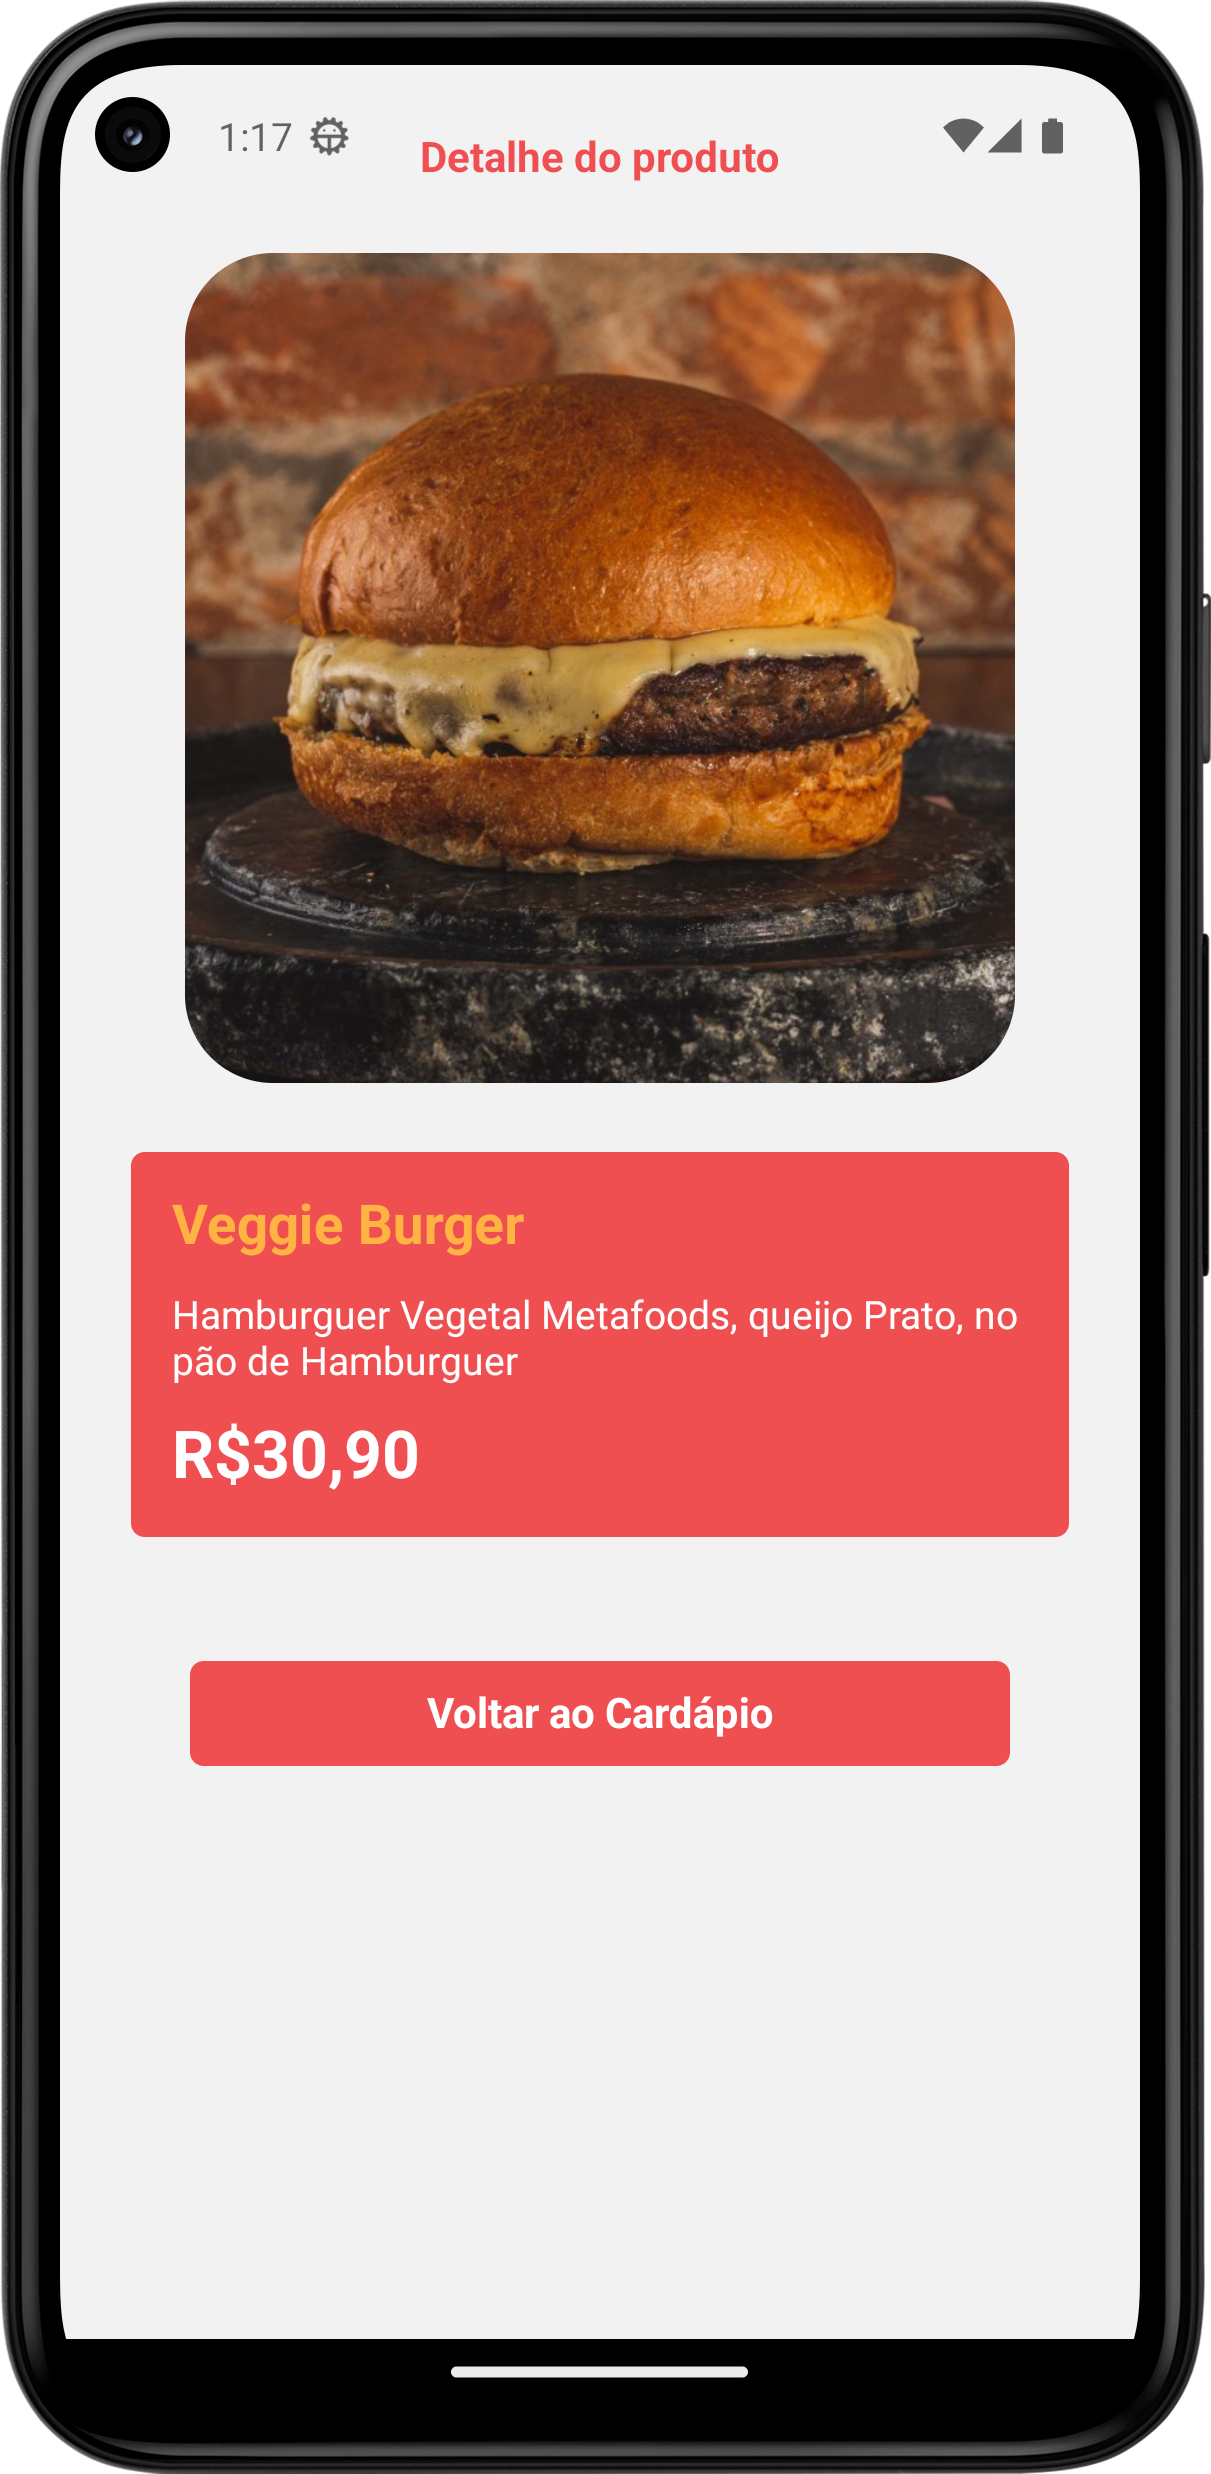 1:17
Detalhe do produto
Veggie Burger
Hamburguer Vegetal Metafoods, queijo Prato, no
pão de Hamburguer
R$30,90
Voltar ao Cardápio